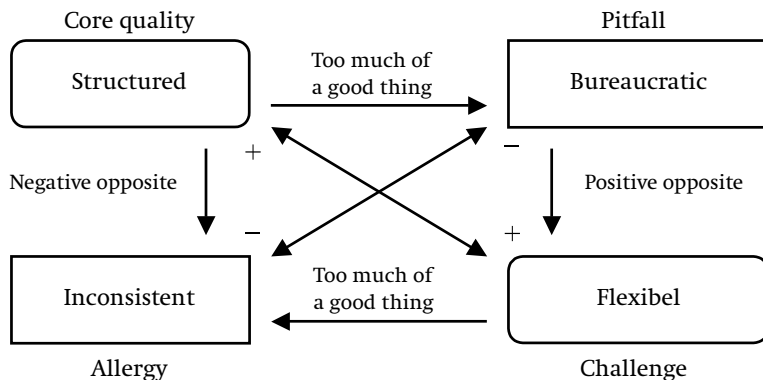 Core quality
Pitfall
Structured
Too much of
a good thing
Bureaucratic
+
−
Negative opposite
Positive opposite
−
+
Inconsistent
Too much of
a good thing
Flexibel
Allergy
Challenge